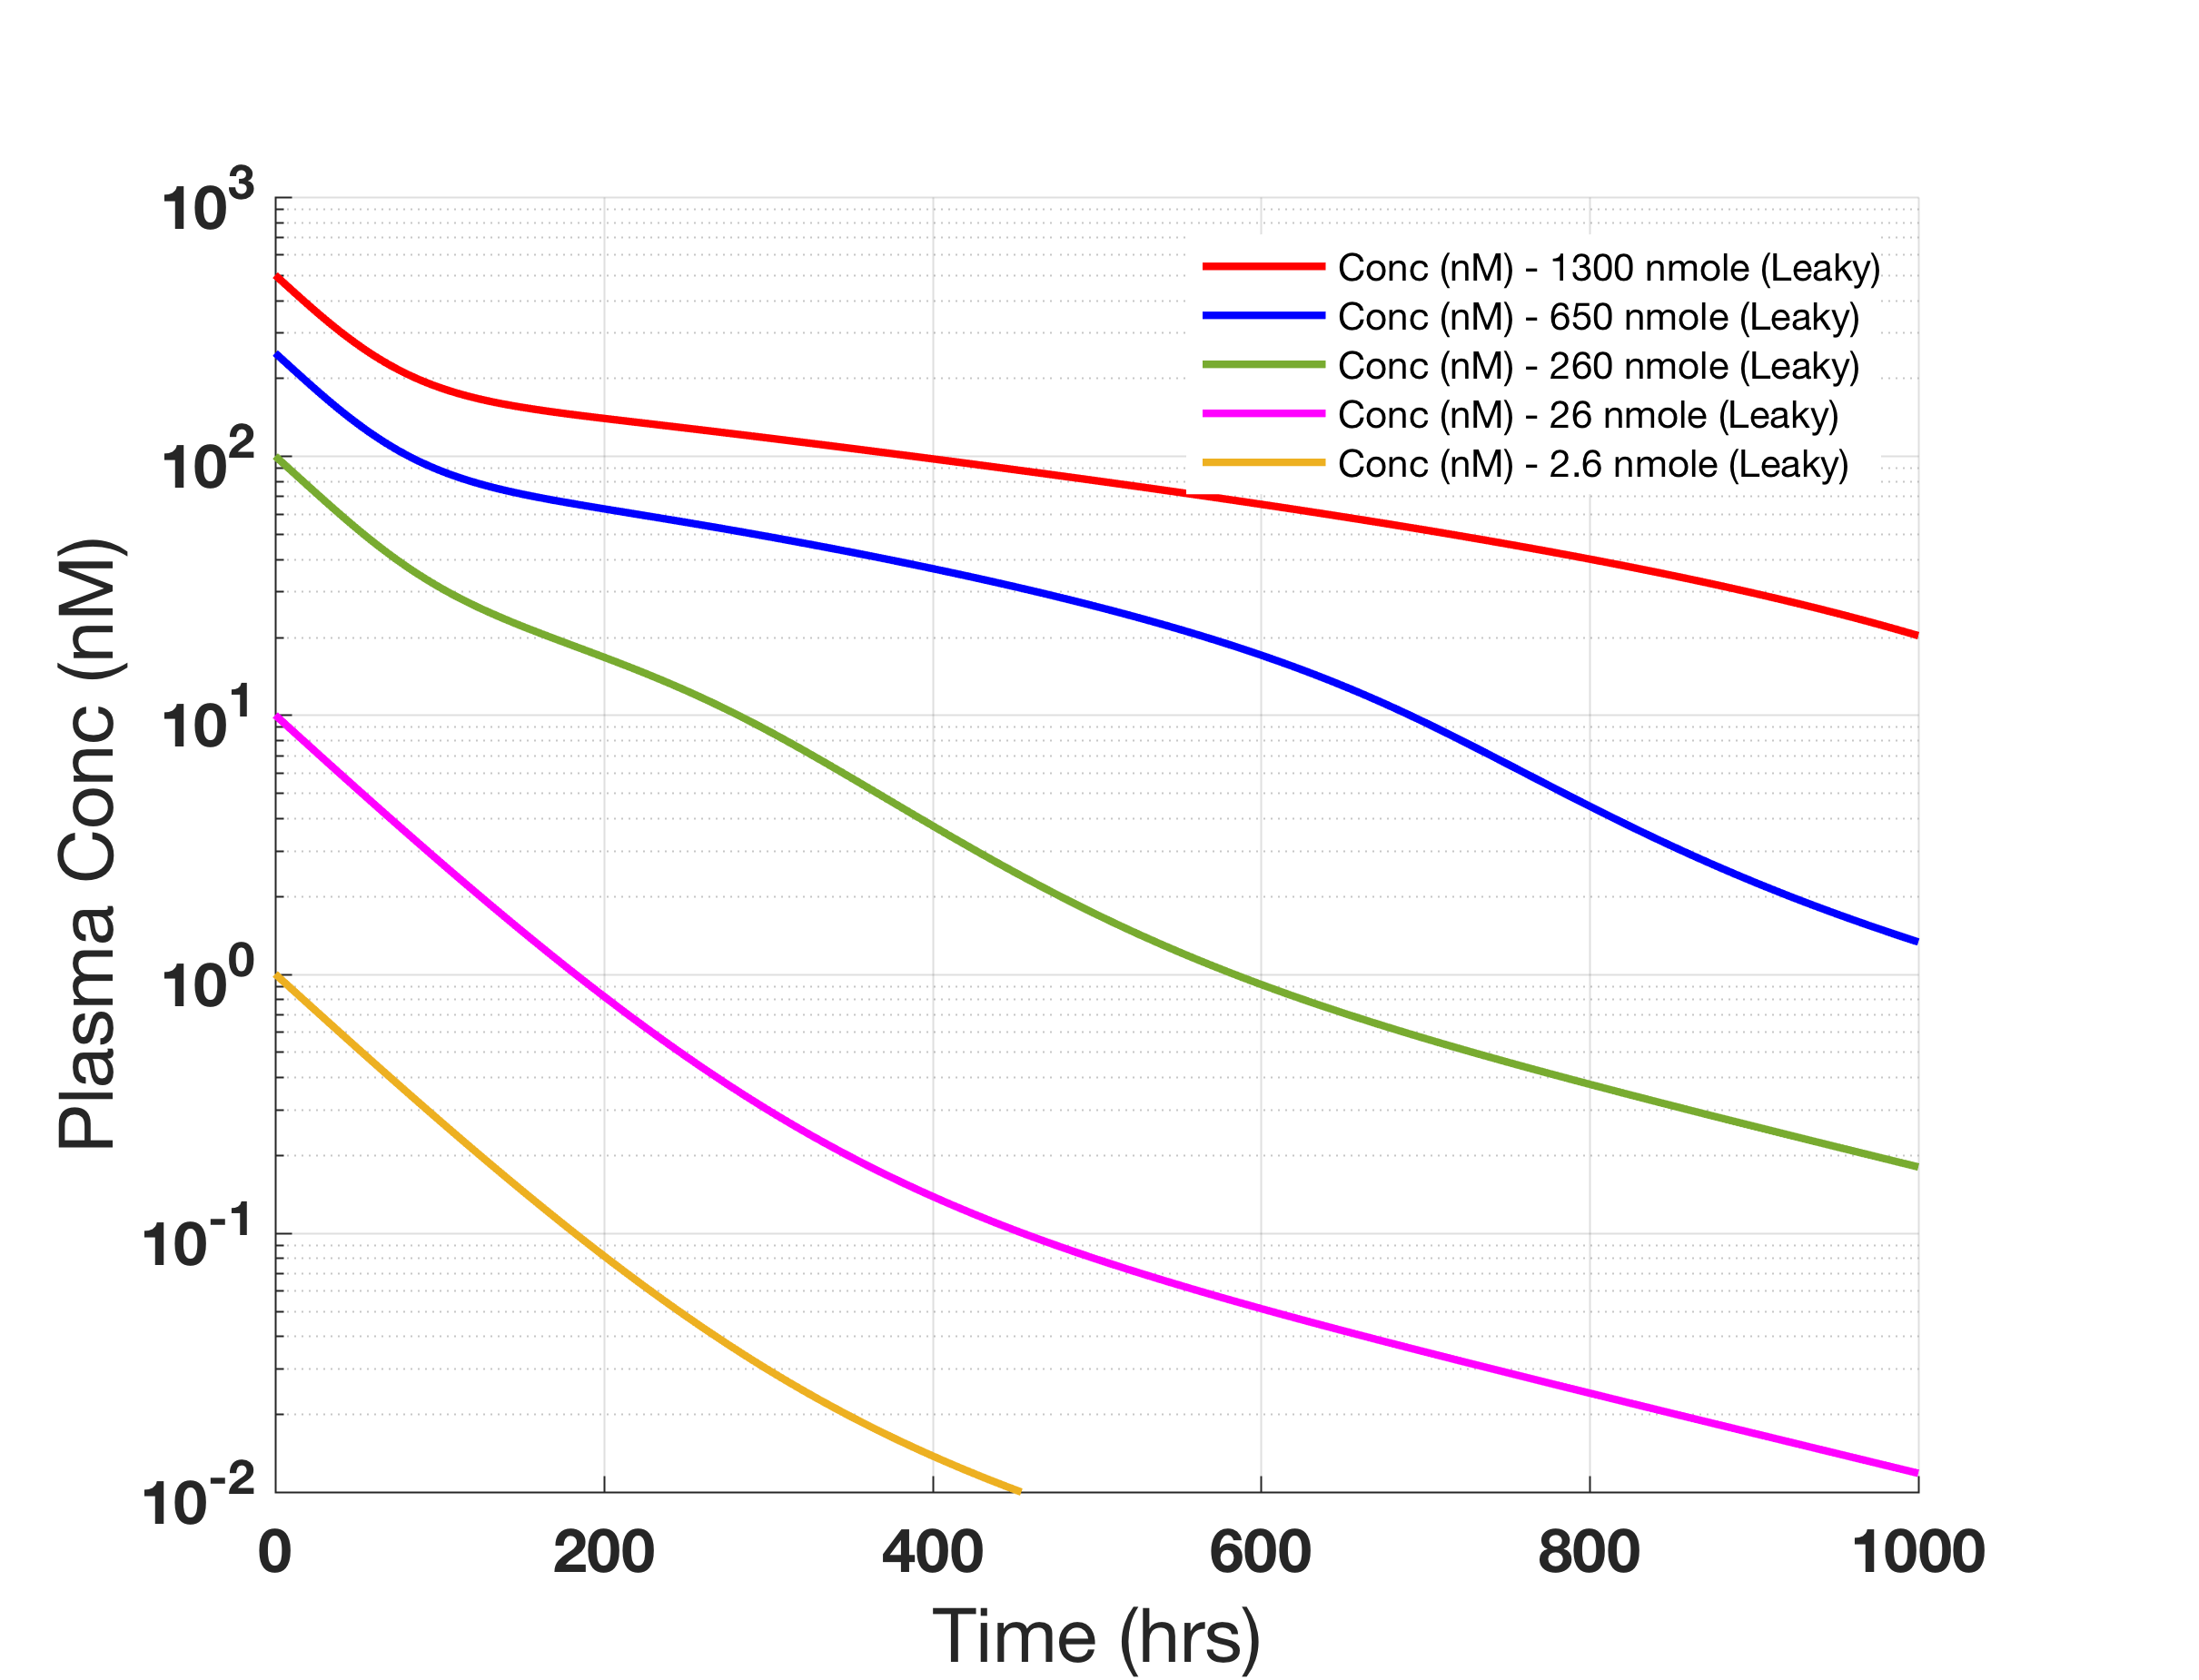 10^3
10^2
10^1
10^0
10^-1
10^-2
Plasma Conc (nM)
Conc (nM) - 1300 nmole (Leaky)
Conc (nM) - 650 nmole (Leaky)
Conc (nM) - 260 nmole (Leaky)
Conc (nM) - 26 nmole (Leaky)
Conc (nM) - 2.6 nmole (Leaky)
0 200 400 600 800 1000
Time (hrs)